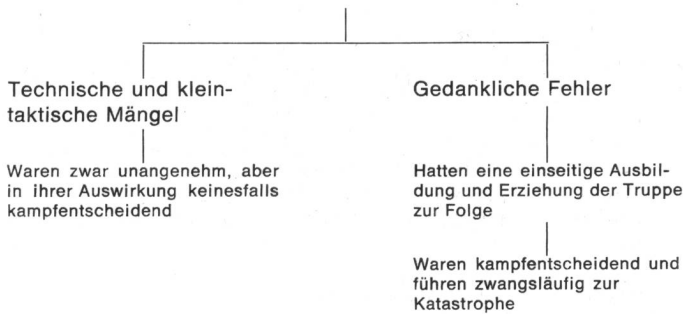 Technische und klein-
taktische Mängel
Waren zwar unangenehm, aber
in ihrer Auswirkung keinesfalls
kampfentscheidend
Gedankliche Fehler
Hatten eine einseitige Ausbil-
dung und Erziehung der Truppe
zur Folge
Waren kampfentscheidend und
führen zwangsläufig zur
Katastrophe